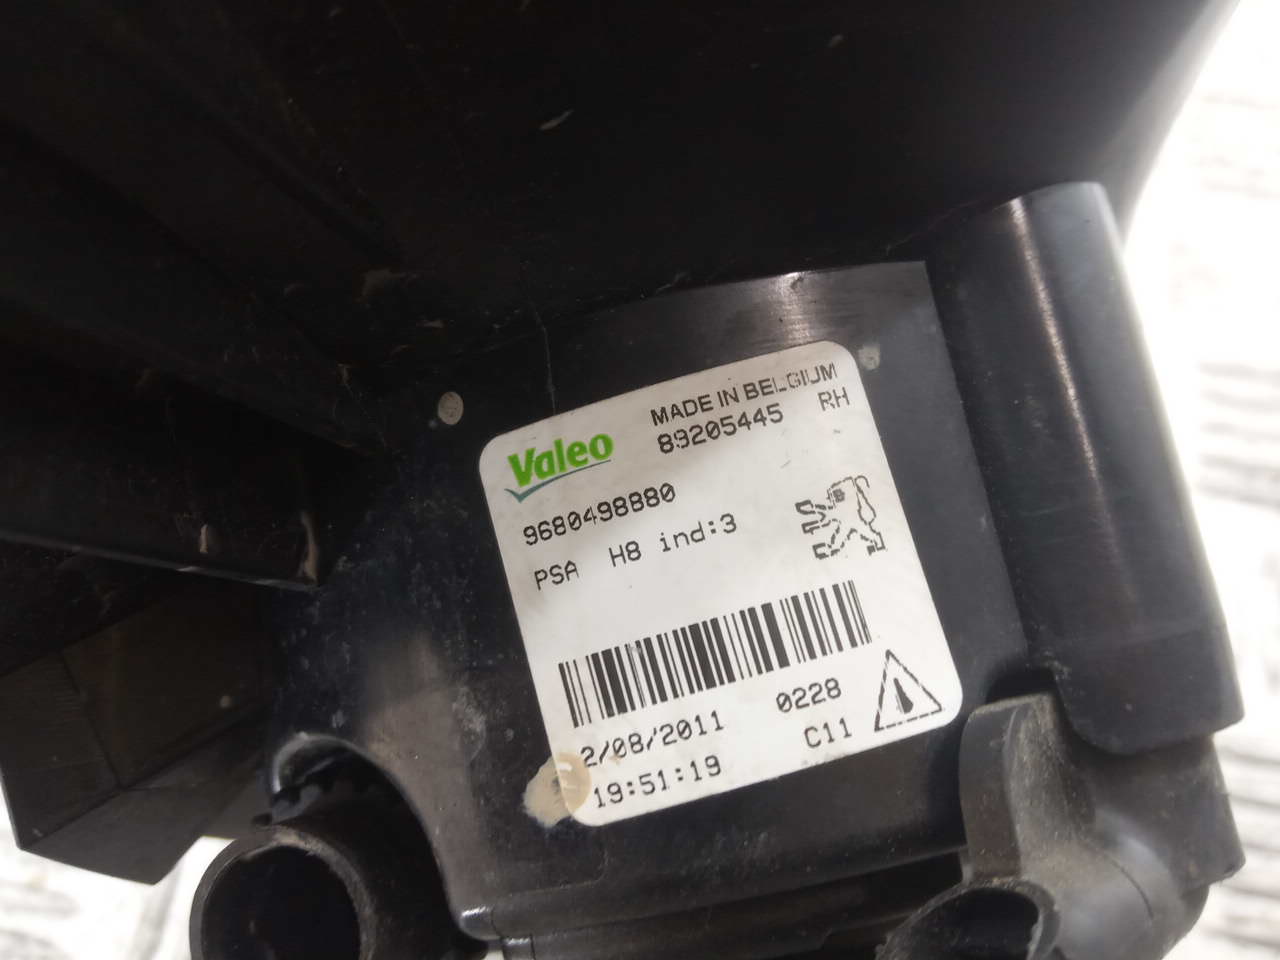 MADE IN BELGIUM
Valeo 89205445 RH
9680498880
PSA H8 ind:3
2/08/2011 0228
19:51:19 C11